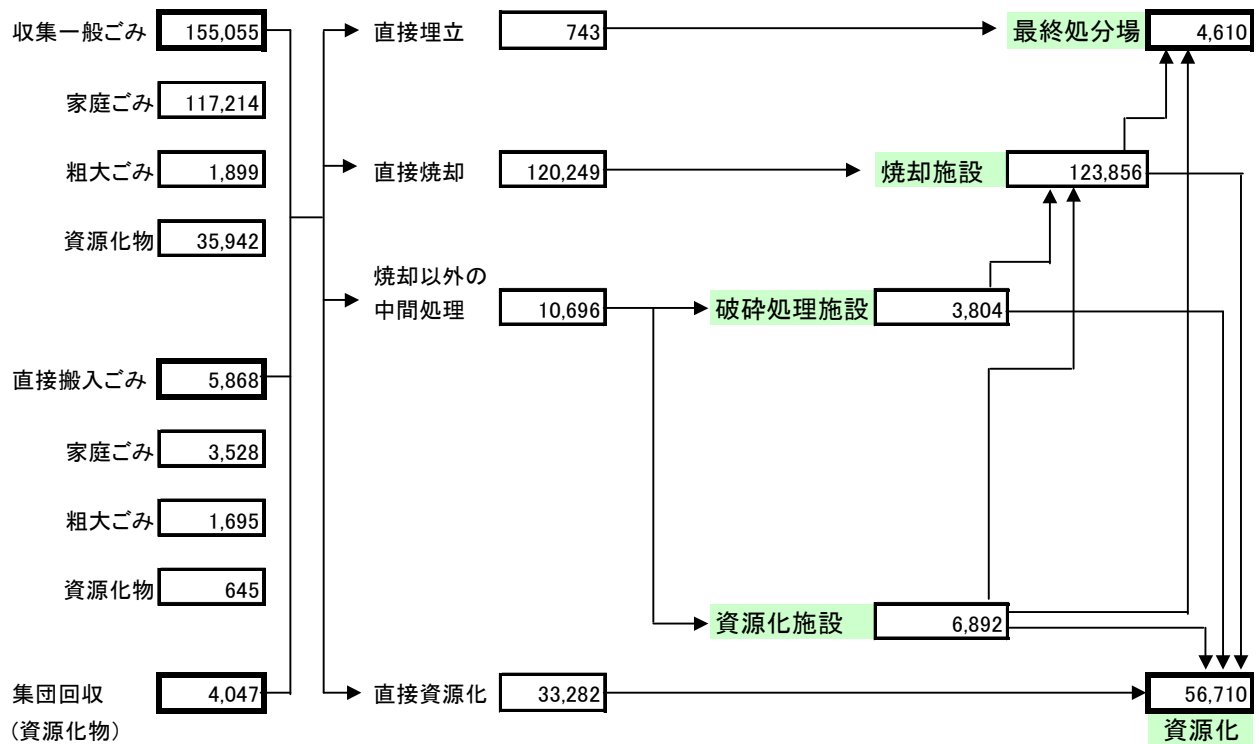 収集一般ごみ 155,055
直接埋立 743
最終処分場 4,610
家庭ごみ 117,214
粗大ごみ 1,899
直接焼却 120,249
焼却施設 123,856
資源化物 35,942
焼却以外の
中間処理 10,696
破砕処理施設 3,804
直接搬入ごみ 5,868
家庭ごみ 3,528
粗大ごみ 1,695
資源化物 645
資源化施設 6,892
集団回収 4,047
(資源化物)
直接資源化 33,282
56,710
資源化